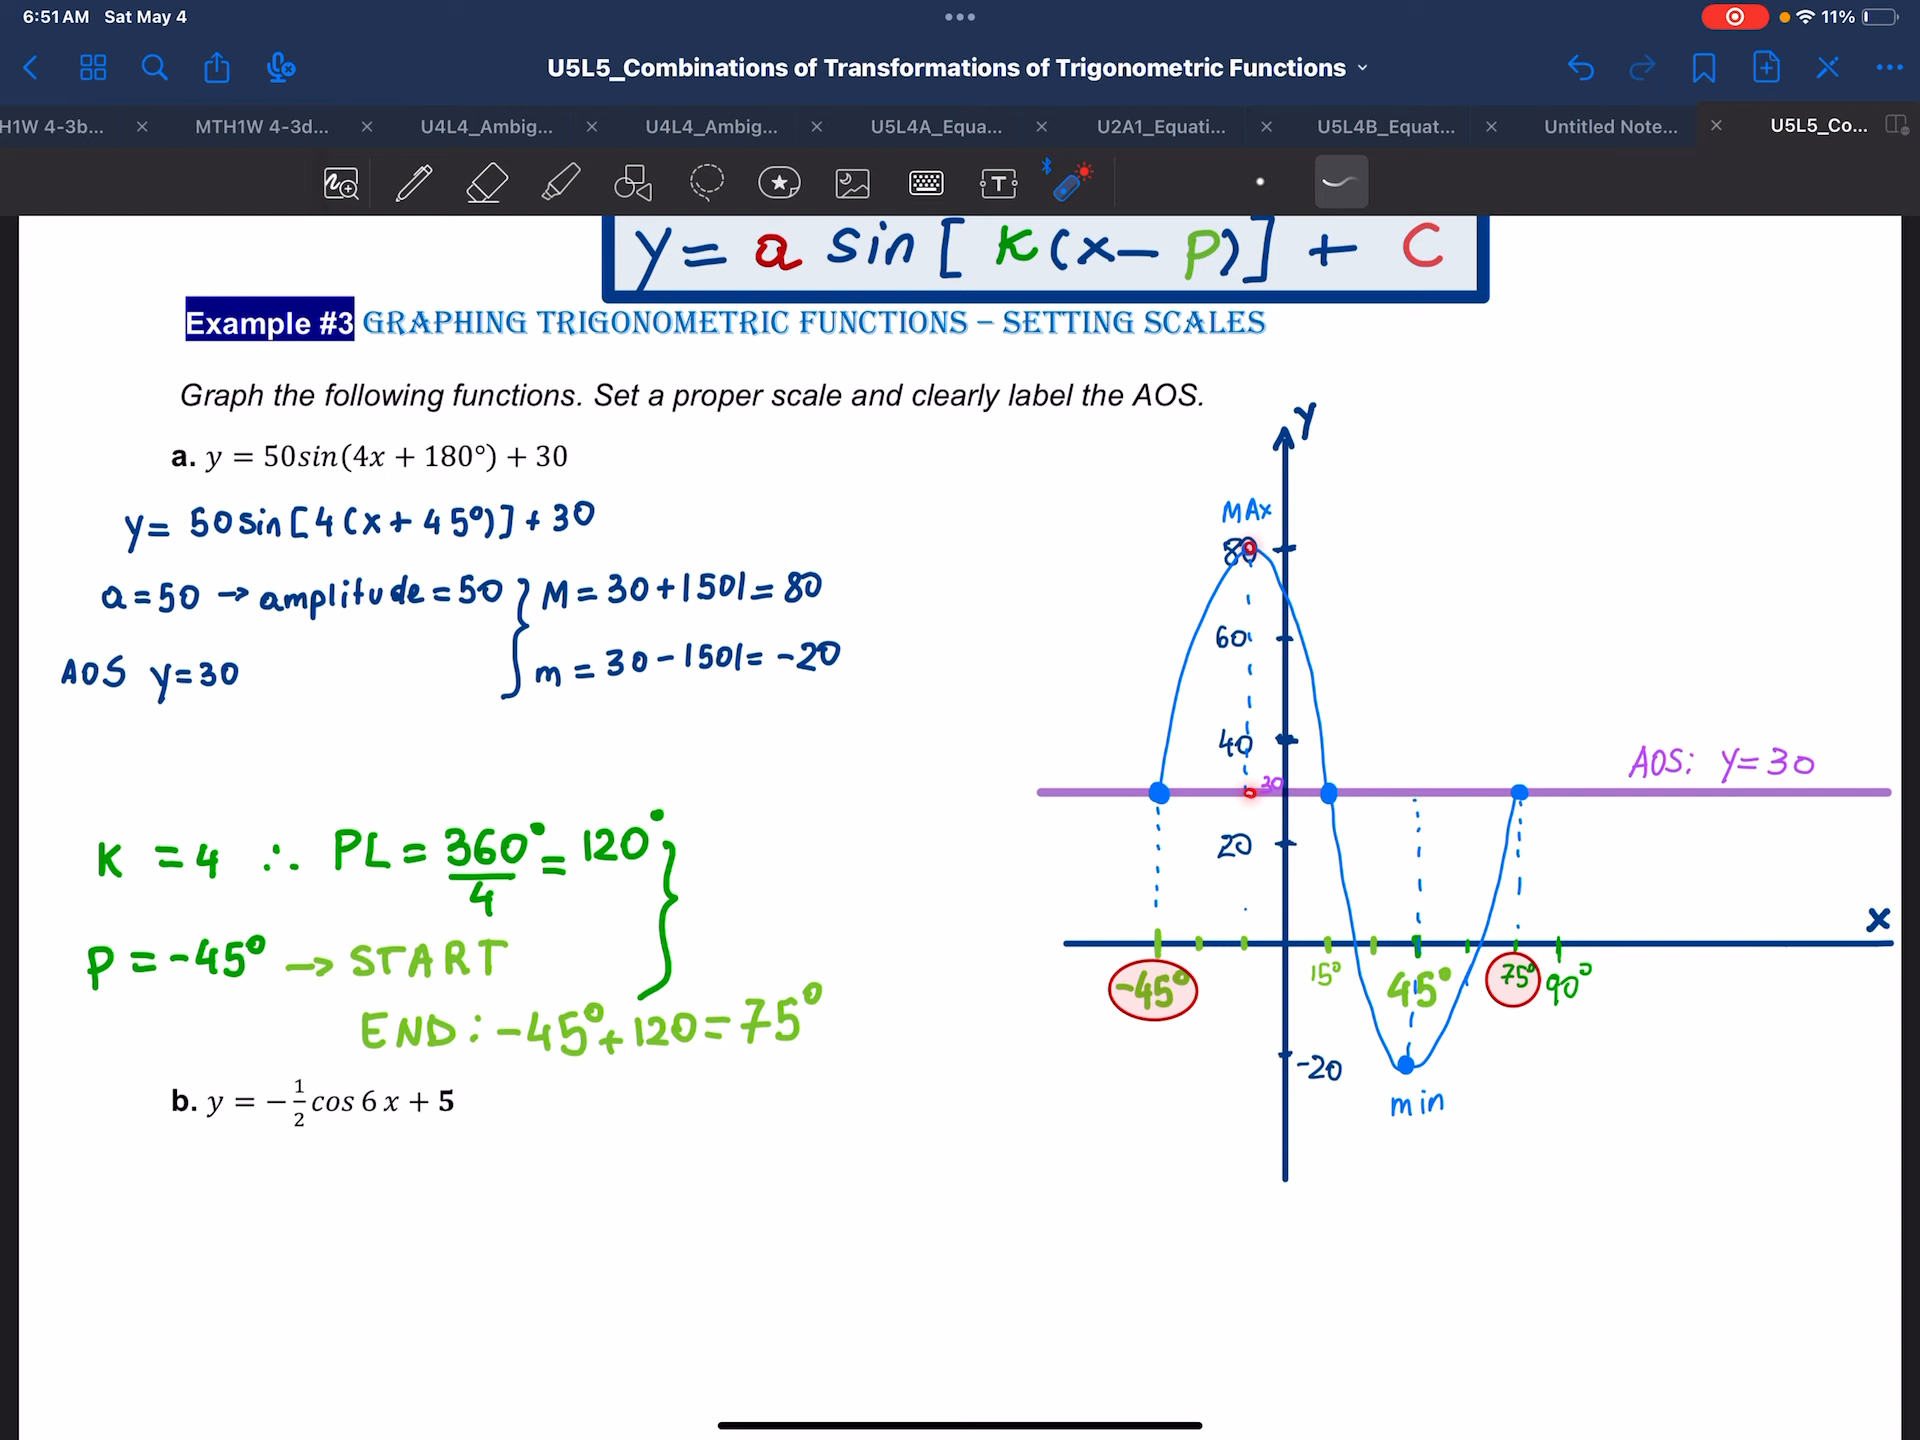 6:51 AM Sat May 4
11%
U5L5_Combinations of Transformations of Trigonometric Functions
H1W 4-3b... MTH1W 4-3d... U4L4_Ambig... U4L4_Ambig... U5L4A_Equa... U2A1_Equati... U5L4B_Equat... Untitled Note... U5L5_Co...
y = a sin [ k(x - p)] + C
Example #3 GRAPHING TRIGONOMETRIC FUNCTIONS – SETTING SCALES
Graph the following functions. Set a proper scale and clearly label the AOS.
a. y = 50sin(4x + 180°) + 30
y = 50 sin [4(x + 45°)] + 30
a = 50 → amplitude = 50 } M = 30 + |50| = 80
m = 30 - |50| = -20
AOS y = 30
K = 4 ∴ PL = 360°/4 = 120°
P = -45° → START
END: -45° + 120 = 75°
b. y = -1/2 cos 6x + 5
y
MAX
80
60
40
30
AOS: y = 30
20
x
-45° 15° 45° 75° 90°
-20
min